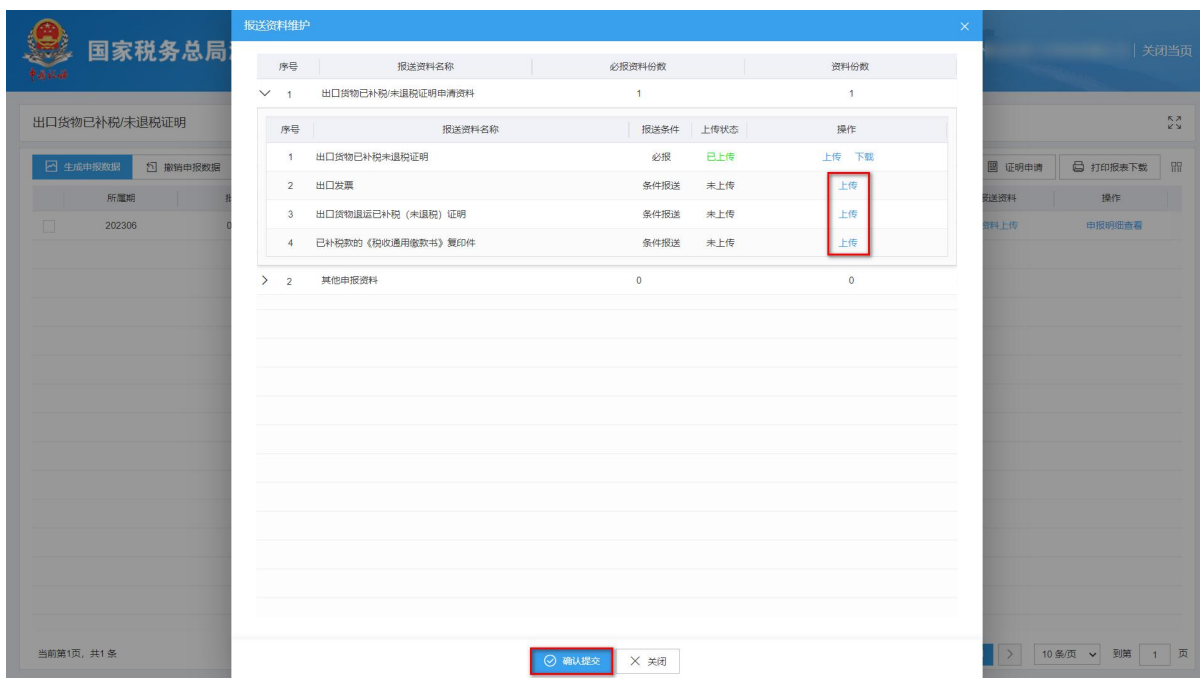 国家税务总局
关闭当页
报送资料维护
出口货物已补税/未退税证明
生成申报数据 撤销申报数据 证明申请 打印报表下载
所属期 报送资料 操作
202306 0 资料上传 申报明细查看
序号 报送资料名称 必报资料份数 资料份数
1 出口货物已补税/未退税证明申请资料 1 1
序号 报送资料名称 报送条件 上传状态 操作
1 出口货物已补税未退税证明 必报 已上传 上传 下载
2 出口发票 条件报送 未上传 上传
3 出口货物退运已补税（未退税）证明 条件报送 未上传 上传
4 已补税款的《税收通用缴款书》复印件 条件报送 未上传 上传
2 其他申报资料 0 0
当前第1页，共1条
10 条/页 到第 1 页
确认提交 关闭